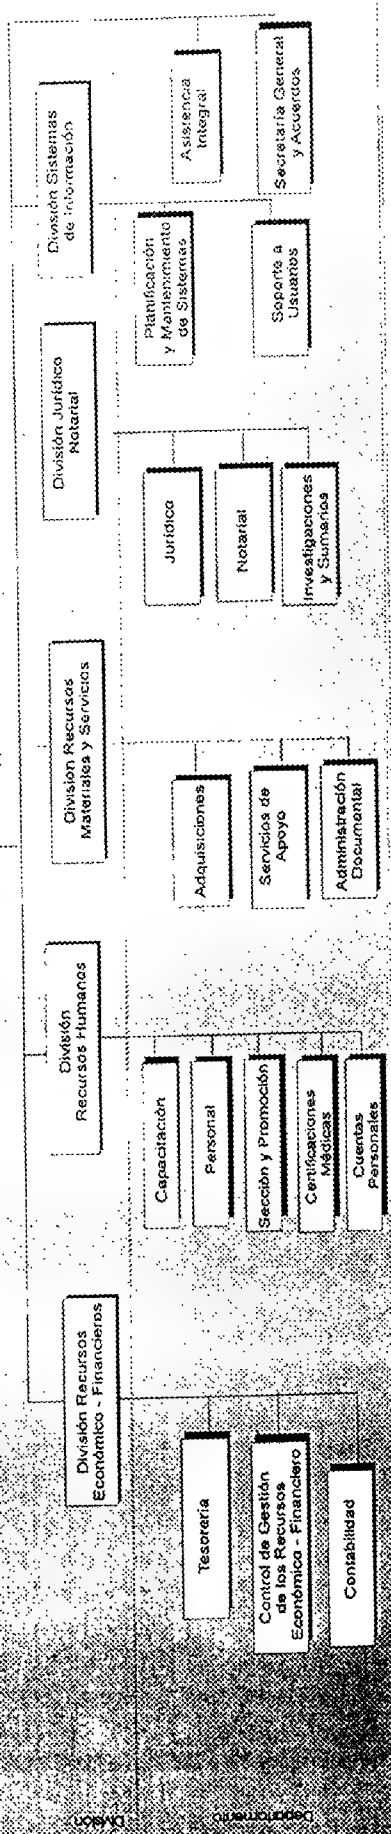 División
División Recursos
Económico - Financieros
División
Recursos Humanos
División Recursos
Materiales y Servicios
División Jurídico
Notarial
División Sistemas
de Información
Departamento
Tesorería
Control de Gestión
de los Recursos
Económico - Financiero
Contabilidad
Capacitación
Personal
Sección y Promoción
Certificaciones
Médicas
Cuentas
Personales
Adquisiciones
Servicios de
Apoyo
Administración
Documental
Jurídica
Notarial
Investigaciones
y Sumarios
Planificación
y Mantenimiento
de Sistemas
Soporte a
Usuarios
Asistencia
Integral
Secretaría General
y Acuerdos